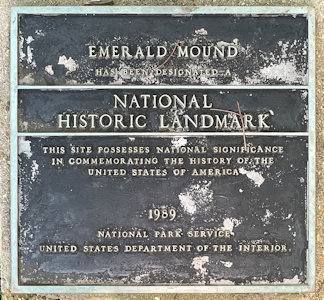 EMERALD MOUND
HAS BEEN DESIGNATED A
NATIONAL
HISTORIC LANDMARK
THIS SITE POSSESSES NATIONAL SIGNIFICANCE
IN COMMEMORATING THE HISTORY OF THE
UNITED STATES OF AMERICA
1989
NATIONAL PARK SERVICE
UNITED STATES DEPARTMENT OF THE INTERIOR